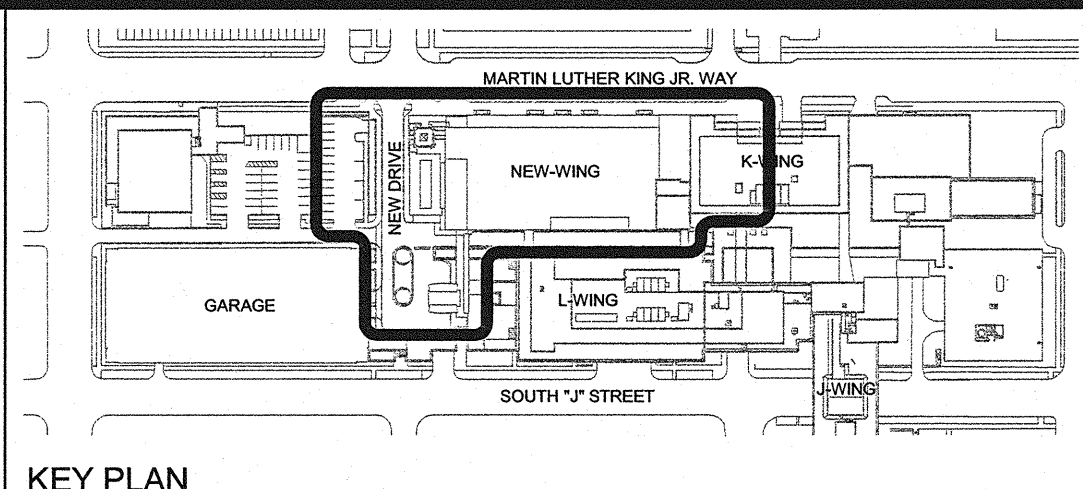 MARTIN LUTHER KING JR. WAY
NEW DRIVE
NEW-WING
K-WING
GARAGE
L-WING
J-WING
SOUTH "J" STREET
KEY PLAN